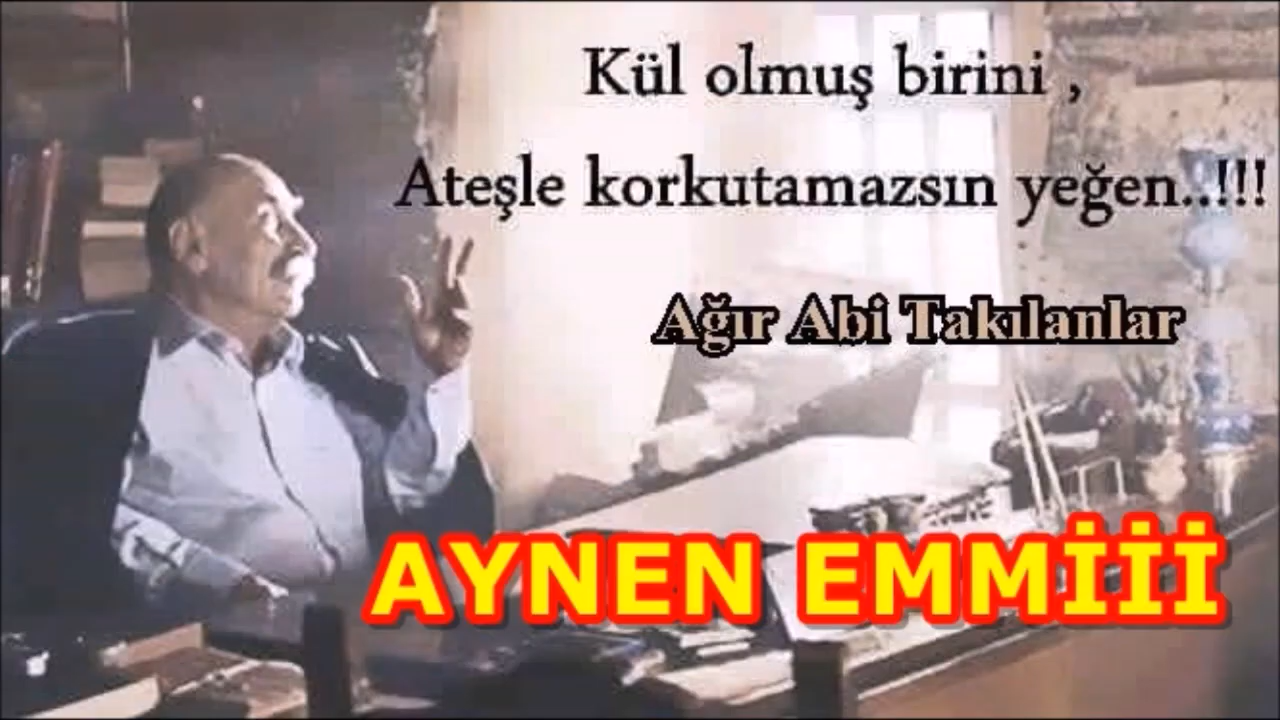 Kül olmuş birini ,
Ateşle korkutamazsın yeğen..!!!
Ağır Abi Takılanlar
AYNEN EMMİİİ